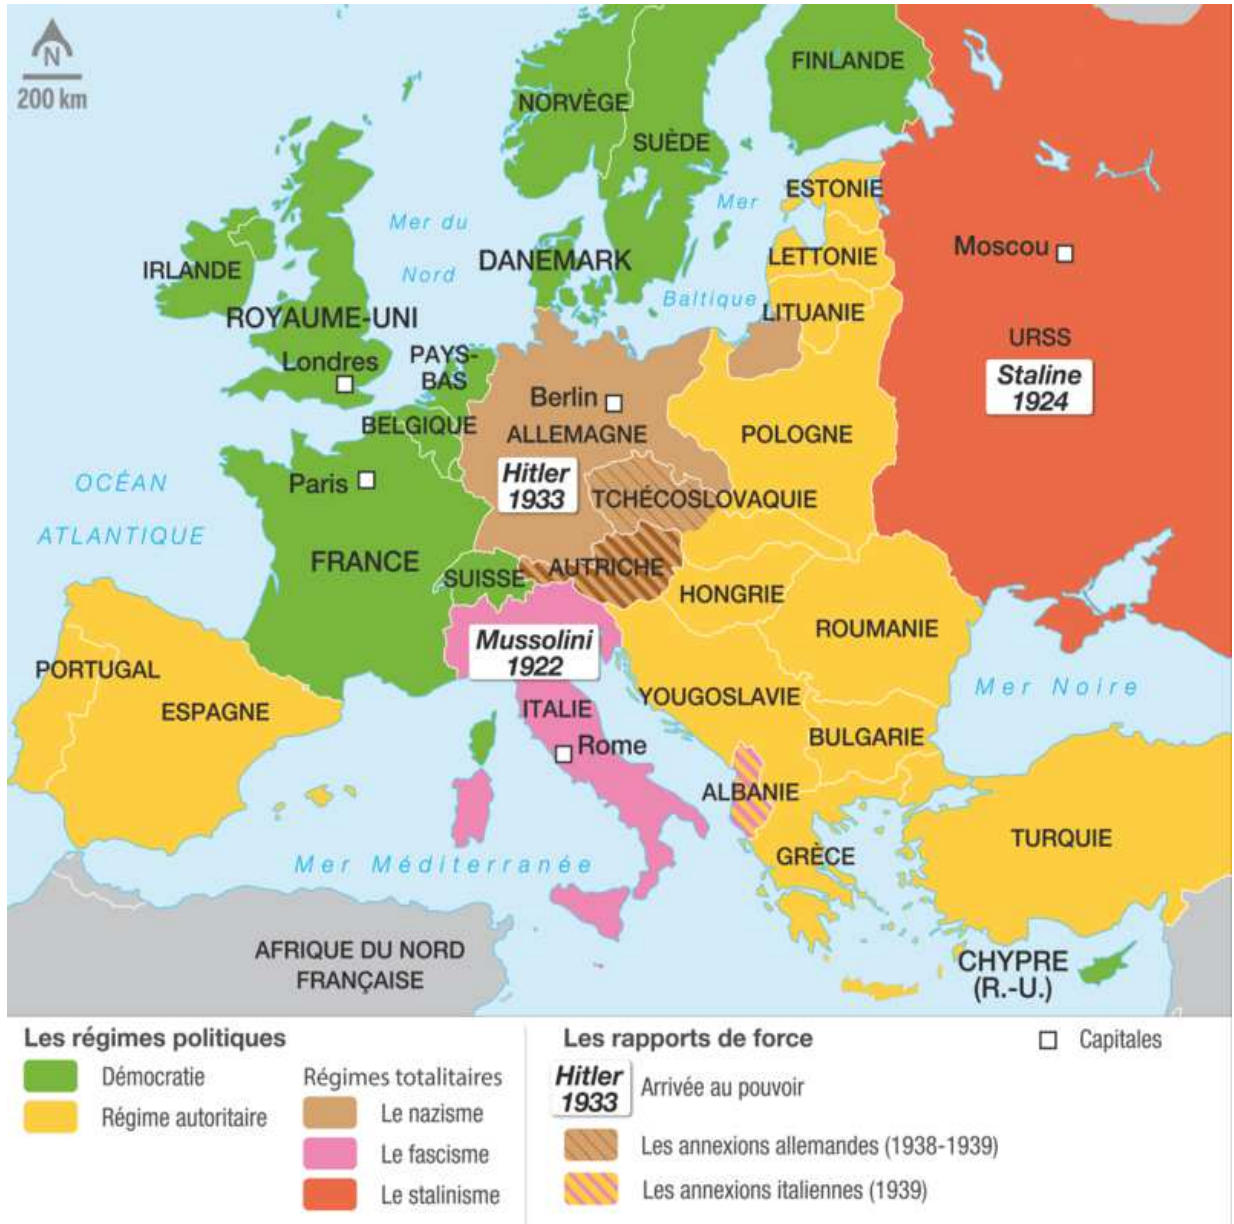 N
200 km
FINLANDE
NORVÈGE
SUÈDE
ESTONIE
Mer du
Nord
Mer
Baltique
DANEMARK
LETTONIE
Moscou
IRLANDE
LITUANIE
ROYAUME-UNI
URSS
Londres
PAYS-
BAS
Staline
1924
Berlin
BELGIQUE
ALLEMAGNE
POLOGNE
Hitler
1933
Paris
OCÉAN
ATLANTIQUE
TCHÉCOSLOVAQUIE
FRANCE
SUISSE
AUTRICHE
HONGRIE
ROUMANIE
Mussolini
1922
PORTUGAL
ESPAGNE
ITALIE
YOUGOSLAVIE
Mer Noire
Rome
BULGARIE
ALBANIE
TURQUIE
GRÈCE
Mer Méditerranée
AFRIQUE DU NORD
FRANÇAISE
CHYPRE
(R.-U.)
Les régimes politiques
Démocratie
Régime autoritaire
Régimes totalitaires
Le nazisme
Le fascisme
Le stalinisme
Les rapports de force
Hitler
1933
Arrivée au pouvoir
Les annexions allemandes (1938-1939)
Les annexions italiennes (1939)
Capitales